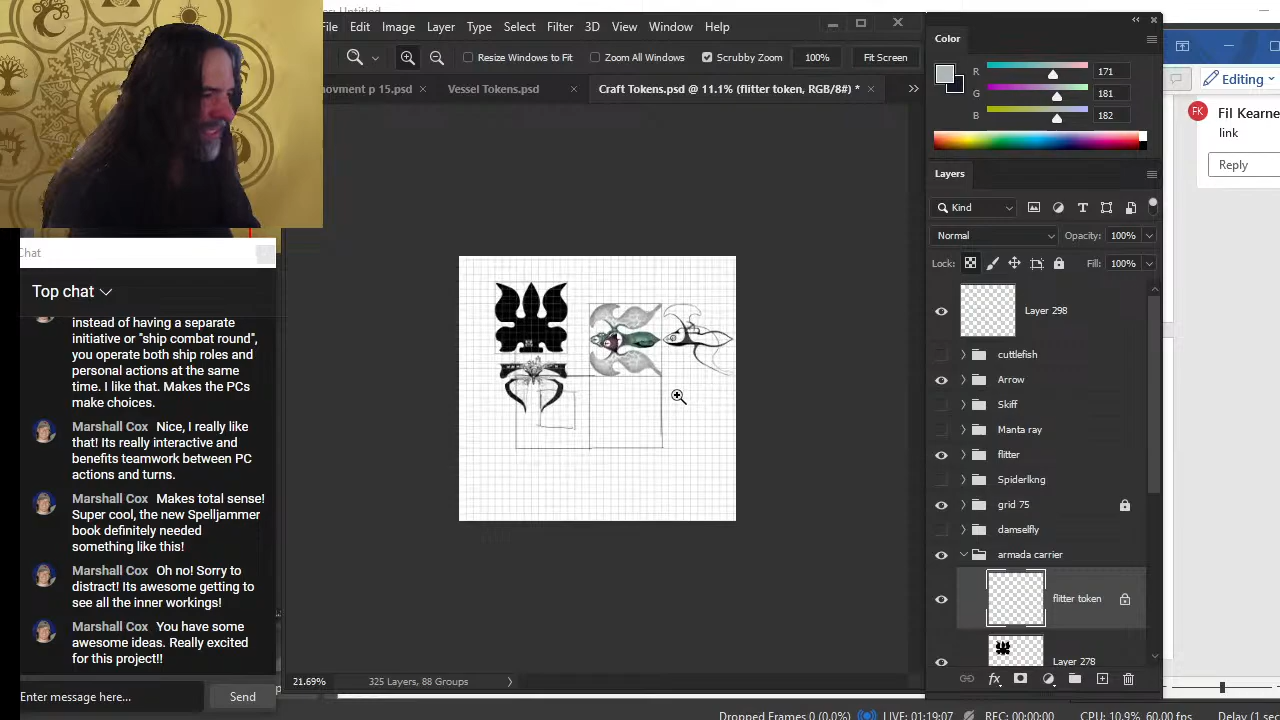 Untitled
File Edit Image Layer Type Select Filter 3D View Window Help
Resize Windows to Fit Zoom All Windows Scrubby Zoom 100% Fit Screen
p 15.psd × Vessel Tokens.psd × Craft Tokens.psd @ 11.1% (flitter token, RGB/8#) * ×
Color
R 171
G 181
B 182
Editing
FK Fil Kearne
link
Reply
Chat
Top chat
instead of having a separate
initiative or "ship combat round",
you operate both ship roles and
personal actions at the same
time. I like that. Makes the PCs
make choices.
Marshall Cox Nice, I really like
that! Its really interactive and
benefits teamwork between PC
actions and turns.
Marshall Cox Makes total sense!
Super cool, the new Spelljammer
book definitely needed
something like this!
Marshall Cox Oh no! Sorry to
distract! Its awesome getting to
see all the inner workings!
Marshall Cox You have some
awesome ideas. Really excited
for this project!!
Enter message here... Send
Layers
Kind
Normal Opacity: 100%
Lock: Fill: 100%
Layer 298
cuttlefish
Arrow
Skiff
Manta ray
flitter
Spiderlkng
grid 75
damselfly
armada carrier
flitter token
Layer 278
21.69% 325 Layers, 88 Groups
Dropped Frames 0 (0.0%) LIVE: 01:19:07 REC: 00:00:00 CPU: 10.9%, 60.00 fps Delay (1 sec